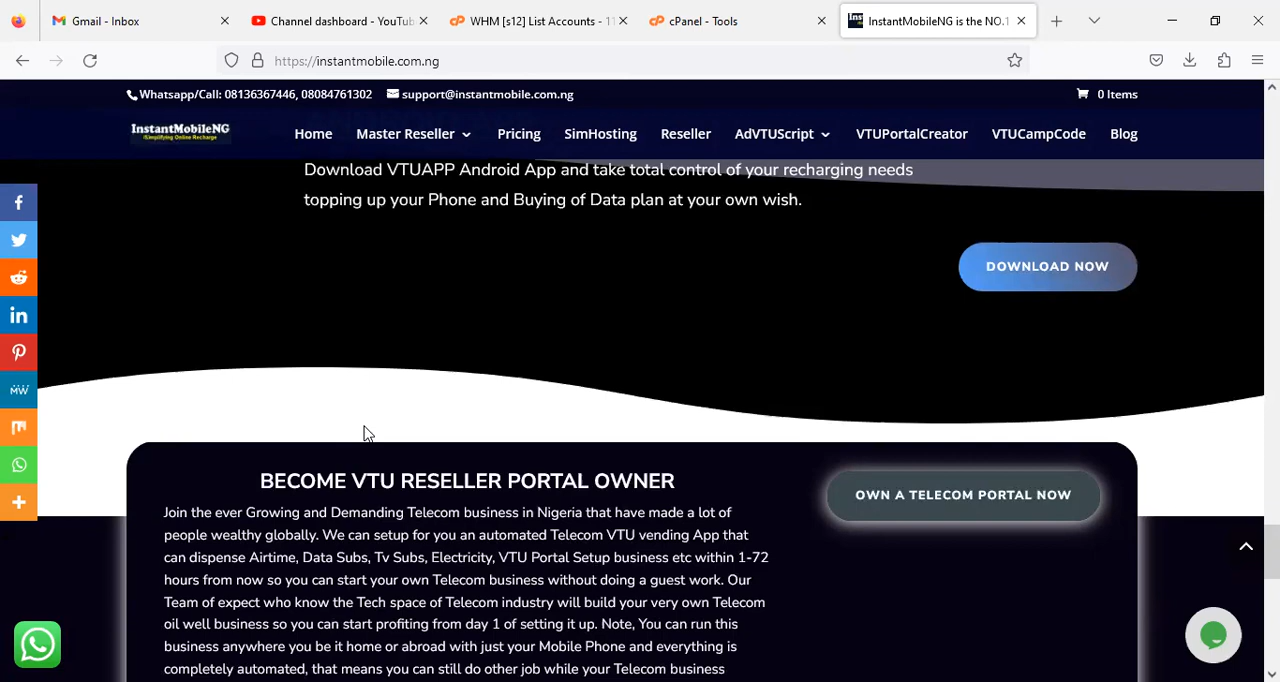 Gmail - Inbox
Channel dashboard - YouTub
WHM [s12] List Accounts - 11
cPanel - Tools
InstantMobileNG is the NO.1
https://instantmobile.com.ng
Whatsapp/Call: 08136367446, 08084761302
support@instantmobile.com.ng
0 Items
InstantMobileNG
Simplifying Online Recharge
Home
Master Reseller
Pricing
SimHosting
Reseller
AdVTUScript
VTUPortalCreator
VTUCampCode
Blog
Download VTUAPP Android App and take total control of your recharging needs
topping up your Phone and Buying of Data plan at your own wish.
DOWNLOAD NOW
BECOME VTU RESELLER PORTAL OWNER
OWN A TELECOM PORTAL NOW
Join the ever Growing and Demanding Telecom business in Nigeria that have made a lot of
people wealthy globally. We can setup for you an automated Telecom VTU vending App that
can dispense Airtime, Data Subs, Tv Subs, Electricity, VTU Portal Setup business etc within 1-72
hours from now so you can start your own Telecom business without doing a guest work. Our
Team of expect who know the Tech space of Telecom industry will build your very own Telecom
oil well business so you can start profiting from day 1 of setting it up. Note, You can run this
business anywhere you be it home or abroad with just your Mobile Phone and everything is
completely automated, that means you can still do other job while your Telecom business